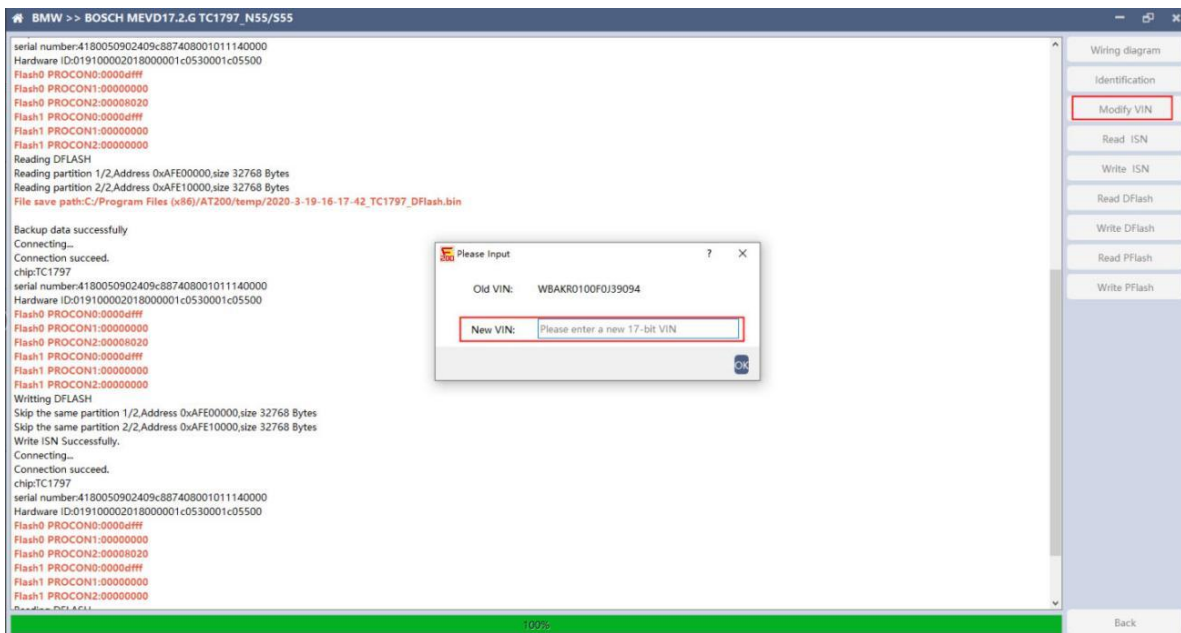 BMW >> BOSCH MEVD17.2.G TC1797_N55/S55
serial number:4180050902409c887408001011140000
Hardware ID:019100002018000001c0530001c05500
Flash0 PROCON0:0000dfff
Flash0 PROCON1:00000000
Flash0 PROCON2:00008020
Flash1 PROCON0:0000dfff
Flash1 PROCON1:00000000
Flash1 PROCON2:00000000
Reading DFLASH
Reading partition 1/2,Address 0xAFE00000,size 32768 Bytes
Reading partition 2/2,Address 0xAFE10000,size 32768 Bytes
File save path:C:/Program Files (x86)/AT200/temp/2020-3-19-16-17-42_TC1797_DFlash.bin
Backup data successfully
Connecting...
Connection succeed.
chip:TC1797
serial number:4180050902409c887408001011140000
Hardware ID:019100002018000001c0530001c05500
Flash0 PROCON0:0000dfff
Flash0 PROCON1:00000000
Flash0 PROCON2:00008020
Flash1 PROCON0:0000dfff
Flash1 PROCON1:00000000
Flash1 PROCON2:00000000
Writting DFLASH
Skip the same partition 1/2,Address 0xAFE00000,size 32768 Bytes
Skip the same partition 2/2,Address 0xAFE10000,size 32768 Bytes
Write ISN Successfully.
Connecting...
Connection succeed.
chip:TC1797
serial number:4180050902409c887408001011140000
Hardware ID:019100002018000001c0530001c05500
Flash0 PROCON0:0000dfff
Flash0 PROCON1:00000000
Flash0 PROCON2:00008020
Flash1 PROCON0:0000dfff
Flash1 PROCON1:00000000
Flash1 PROCON2:00000000
Reading DFLASH
100%
Please Input
Old VIN: WBAKR0100F0J39094
New VIN: Please enter a new 17-bit VIN
OK
Wiring diagram
Identification
Modify VIN
Read ISN
Write ISN
Read DFlash
Write DFlash
Read PFlash
Write PFlash
Back